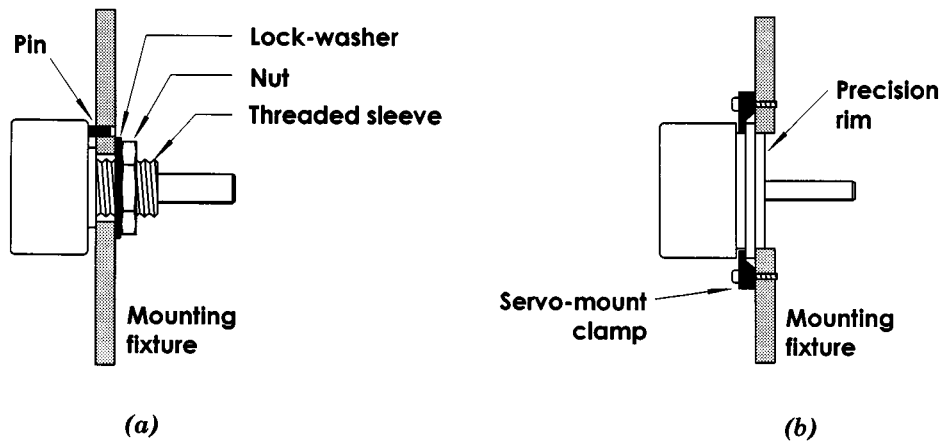 Pin
Lock-washer
Nut
Threaded sleeve
Mounting
fixture
(a)
Precision
rim
Servo-mount
clamp
Mounting
fixture
(b)